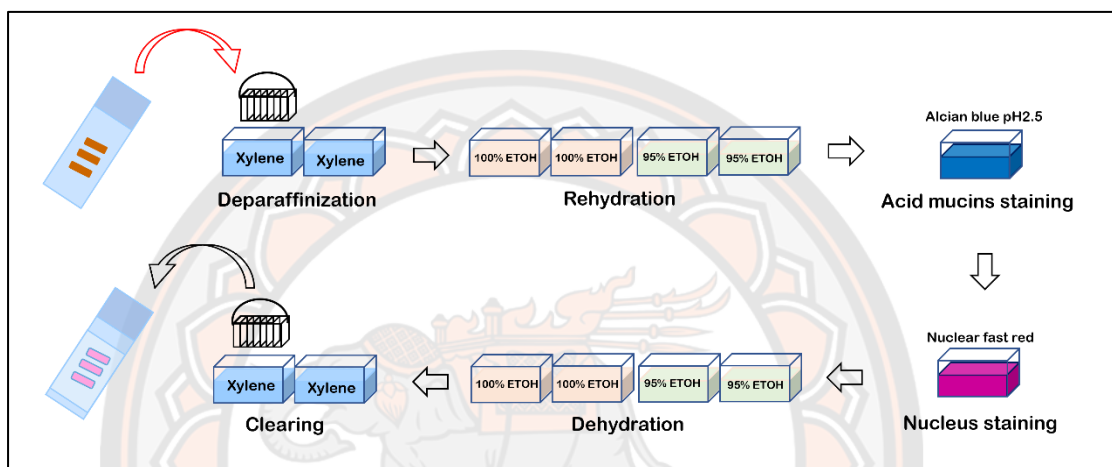 Xylene
Xylene
Deparaffinization
100% ETOH
100% ETOH
95% ETOH
95% ETOH
Rehydration
Alcian blue pH2.5
Acid mucins staining
Nuclear fast red
Nucleus staining
100% ETOH
100% ETOH
95% ETOH
95% ETOH
Dehydration
Xylene
Xylene
Clearing